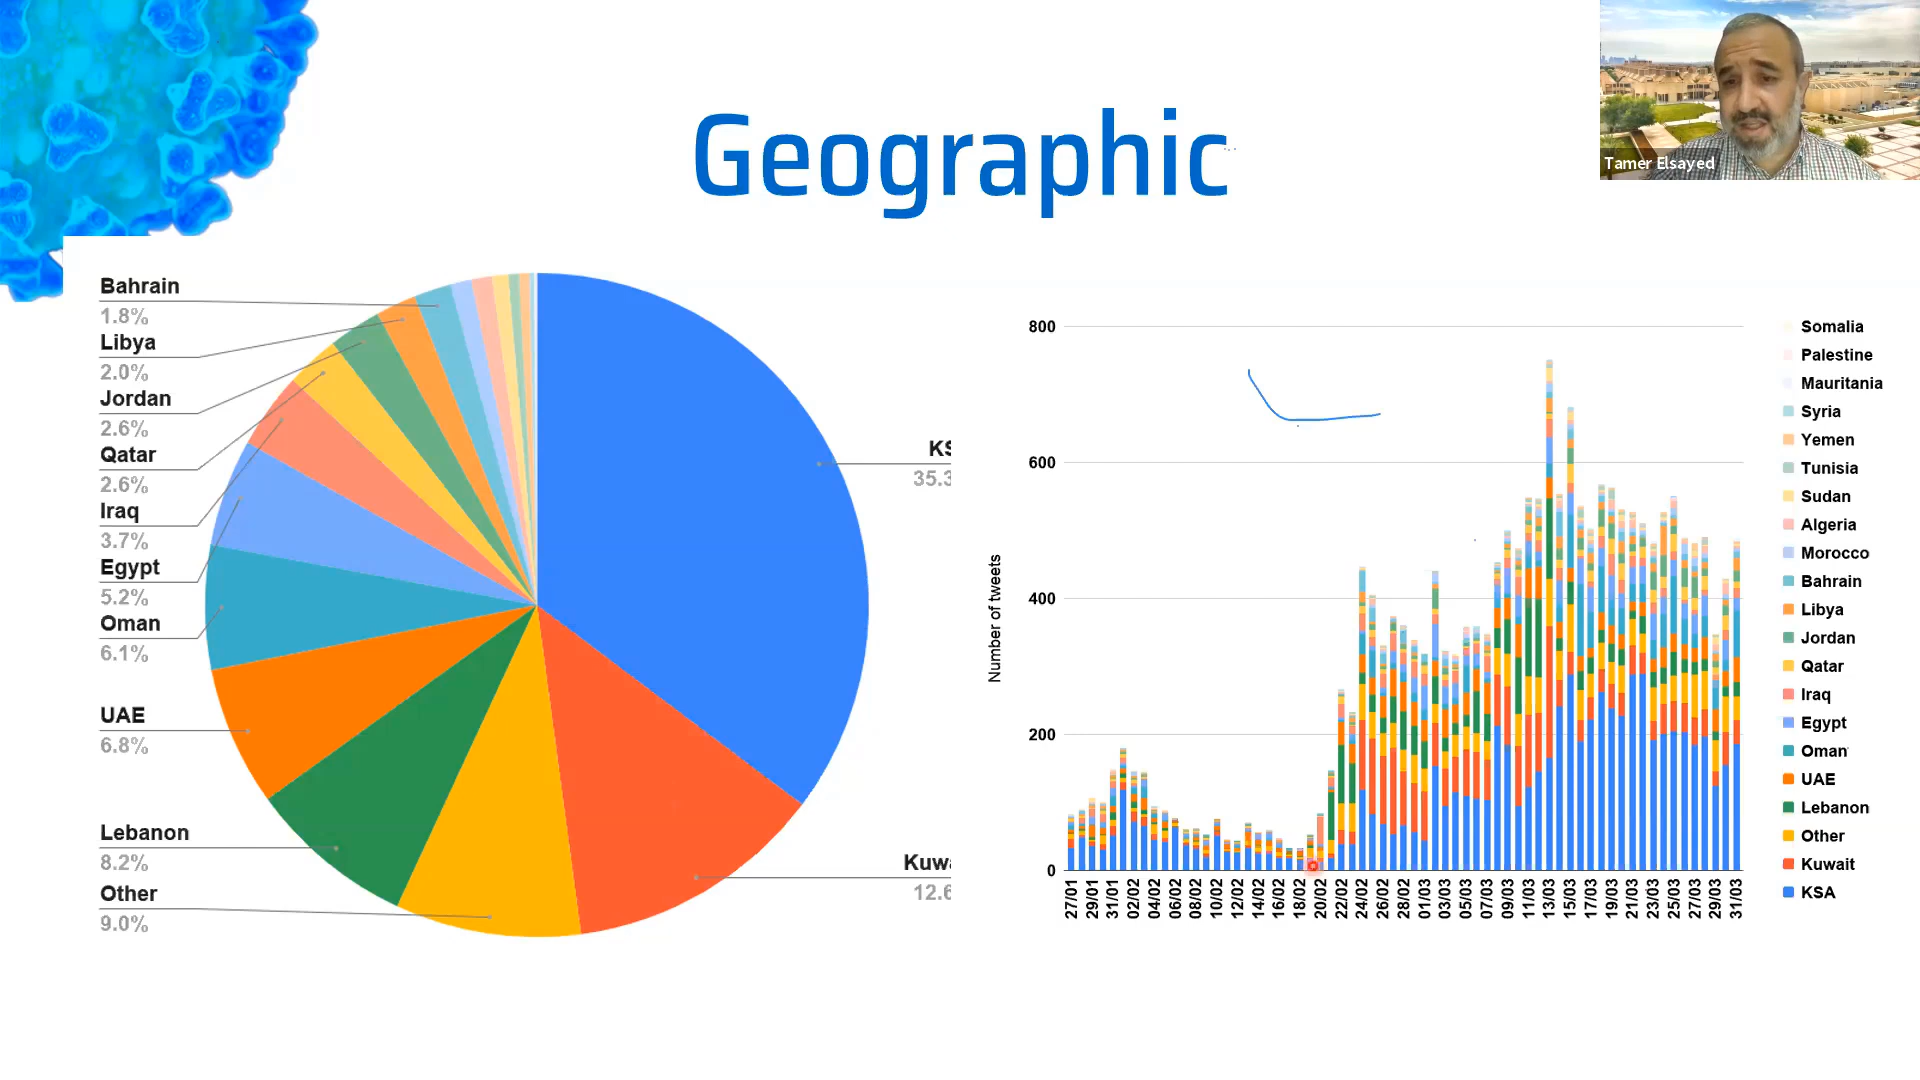 Geographic
Tamer Elsayed
Bahrain
1.8%
Libya
2.0%
Jordan
2.6%
Qatar
2.6%
Iraq
3.7%
Egypt
5.2%
Oman
6.1%
UAE
6.8%
Lebanon
8.2%
Other
9.0%
KS
35.3
Kuwa
12.6
Number of tweets
800
600
400
200
0
27/01
29/01
31/01
02/02
04/02
06/02
08/02
10/02
12/02
14/02
16/02
18/02
20/02
22/02
24/02
26/02
28/02
01/03
03/03
05/03
07/03
09/03
11/03
13/03
15/03
17/03
19/03
21/03
23/03
25/03
27/03
29/03
31/03
Somalia
Palestine
Mauritania
Syria
Yemen
Tunisia
Sudan
Algeria
Morocco
Bahrain
Libya
Jordan
Qatar
Iraq
Egypt
Oman
UAE
Lebanon
Other
Kuwait
KSA